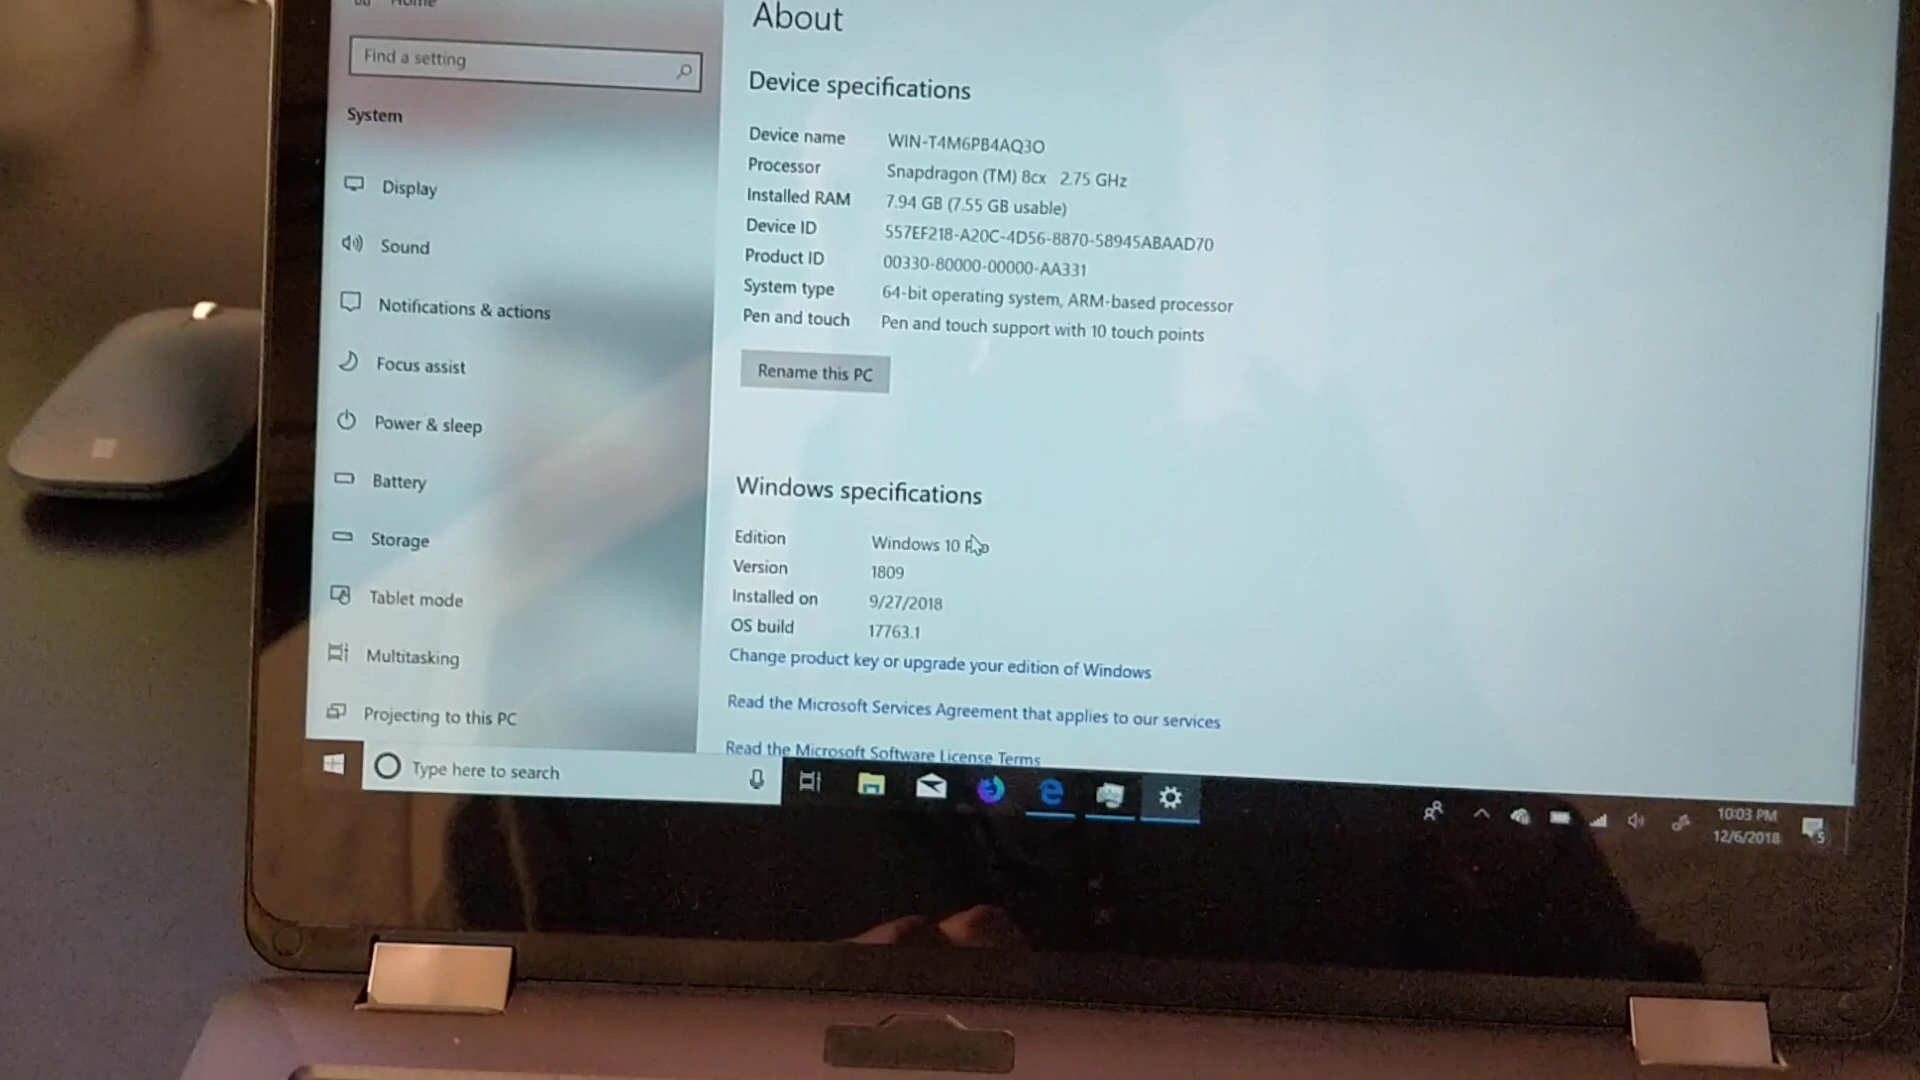 Home
Find a setting
System
Display
Sound
Notifications & actions
Focus assist
Power & sleep
Battery
Storage
Tablet mode
Multitasking
Projecting to this PC
About
Device specifications
Device name WIN-T4M6PB4AQ3O
Processor Snapdragon (TM) 8cx 2.75 GHz
Installed RAM 7.94 GB (7.55 GB usable)
Device ID 557EF218-A20C-4D56-8870-58945ABAAD70
Product ID 00330-80000-00000-AA331
System type 64-bit operating system, ARM-based processor
Pen and touch Pen and touch support with 10 touch points
Rename this PC
Windows specifications
Edition Windows 10 Pro
Version 1809
Installed on 9/27/2018
OS build 17763.1
Change product key or upgrade your edition of Windows
Read the Microsoft Services Agreement that applies to our services
Read the Microsoft Software License Terms
Type here to search
10:03 PM
12/6/2018
5